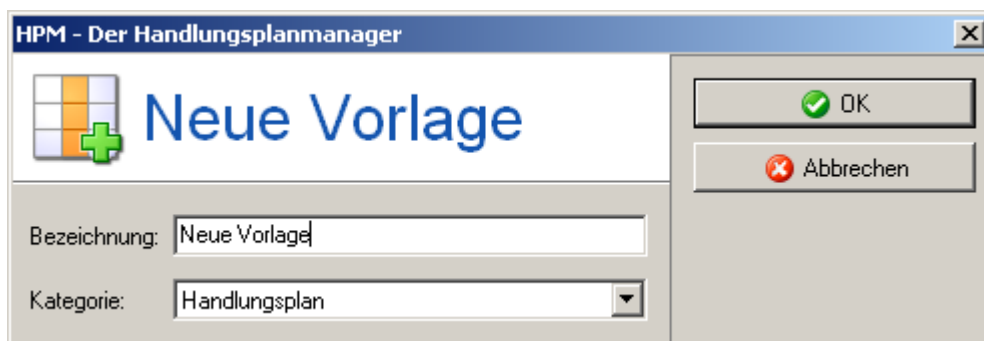 HPM - Der Handlungsplanmanager
Neue Vorlage
OK
Abbrechen
Bezeichnung: Neue Vorlage
Kategorie: Handlungsplan